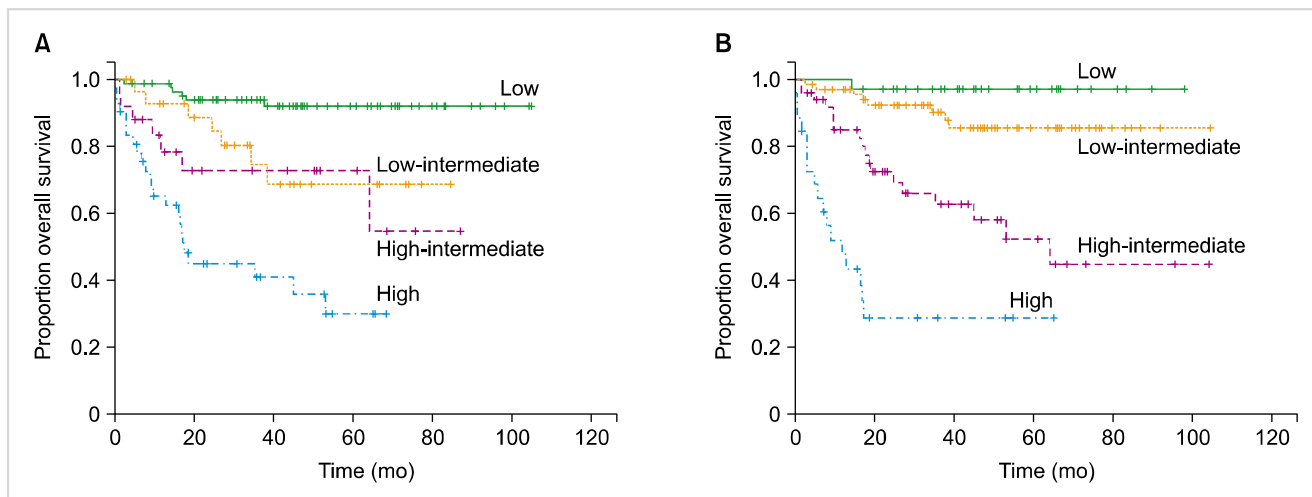 A
Proportion overall survival
1.0
0.8
0.6
0.4
0.2
0
Low
Low-intermediate
High-intermediate
High
0 20 40 60 80 100 120
Time (mo)
B
Proportion overall survival
1.0
0.8
0.6
0.4
0.2
0
Low
Low-intermediate
High-intermediate
High
0 20 40 60 80 100 120
Time (mo)